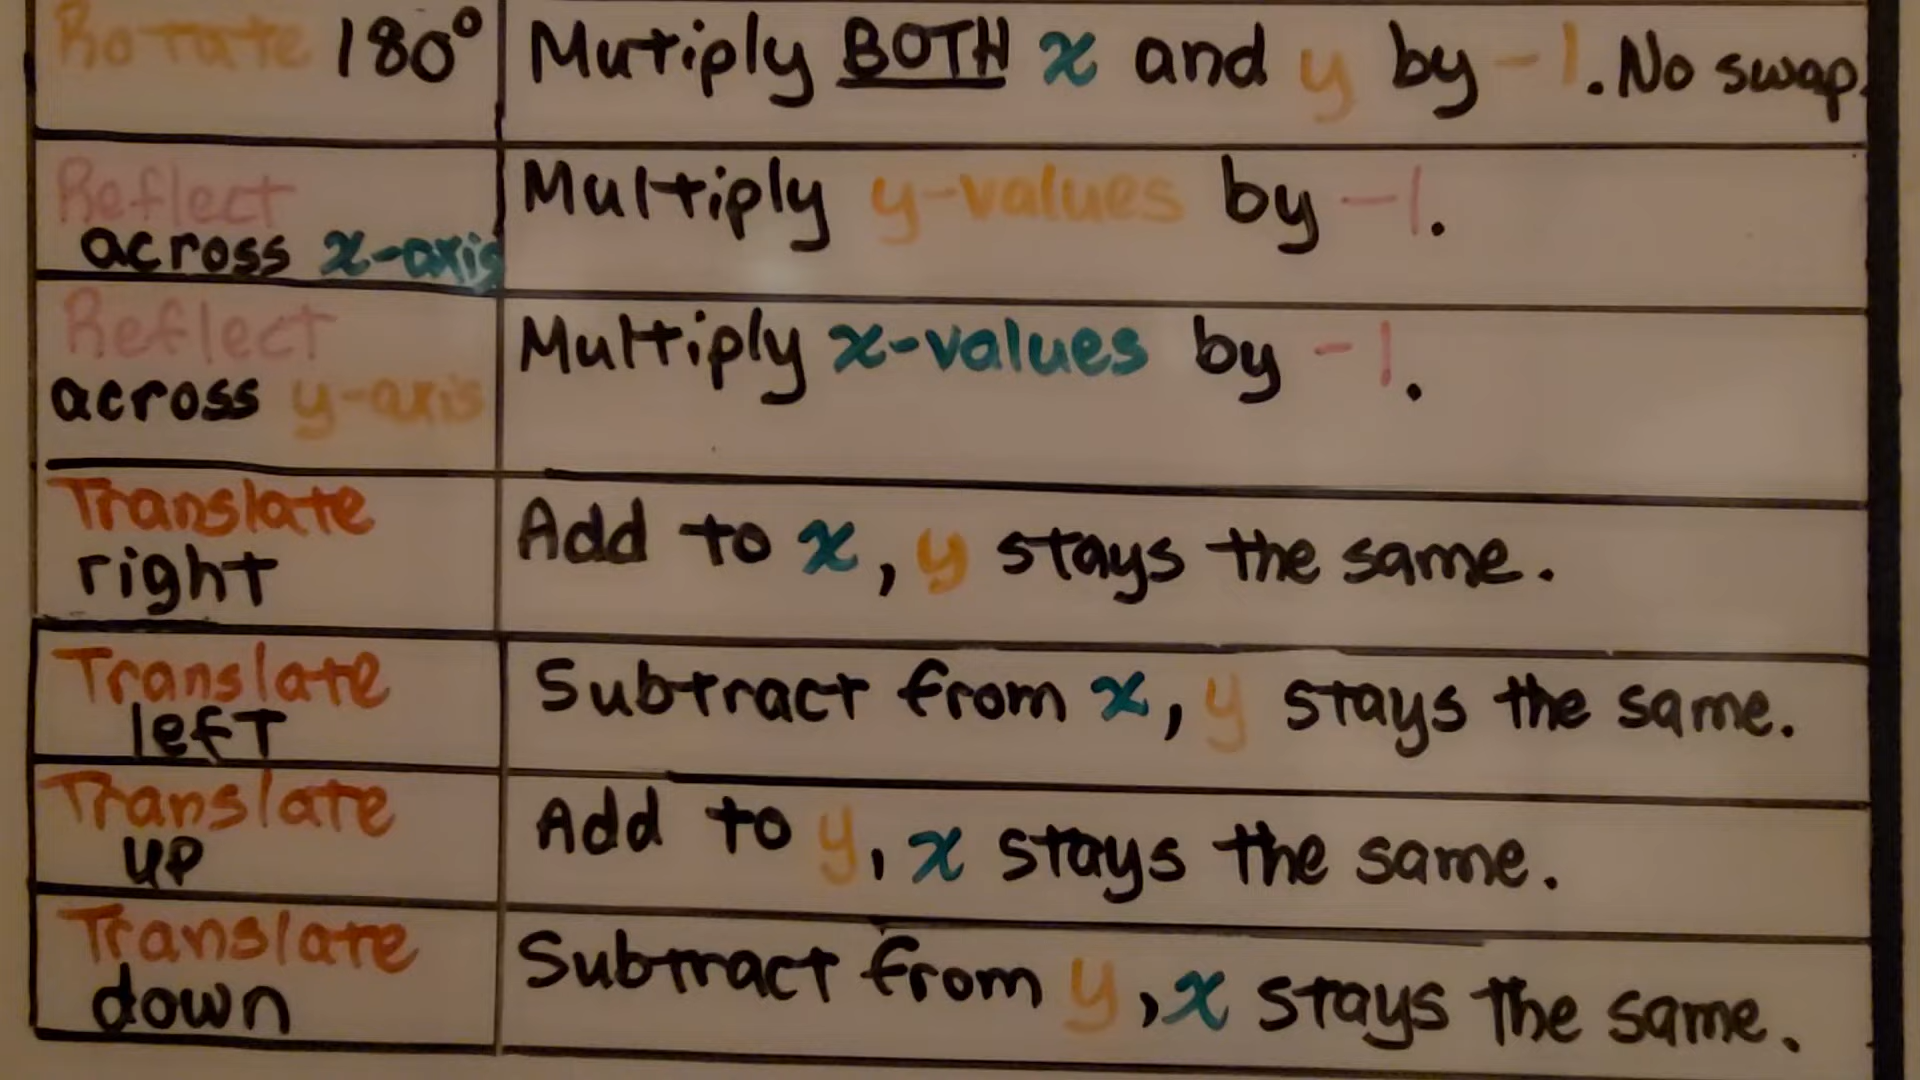 Rotate 180° Mutiply BOTH x and y by -1. No swap.
Reflect
across x-axis
Multiply y-values by -1.
Reflect
across y-axis
Multiply x-values by -1.
Translate
right
Add to x, y stays the same.
Translate
left
Subtract from x, y stays the same.
Translate
up
Add to y, x stays the same.
Translate
down
Subtract from y, x stays the same.